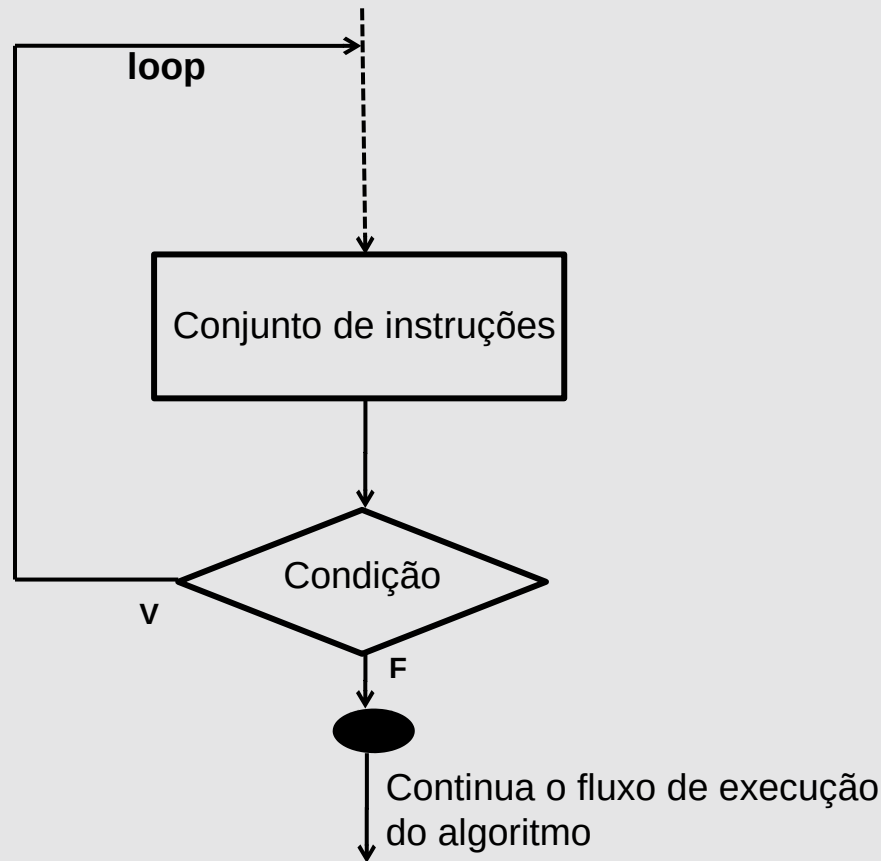 loop
Conjunto de instruções
Condição
V
F
Continua o fluxo de execução
do algoritmo